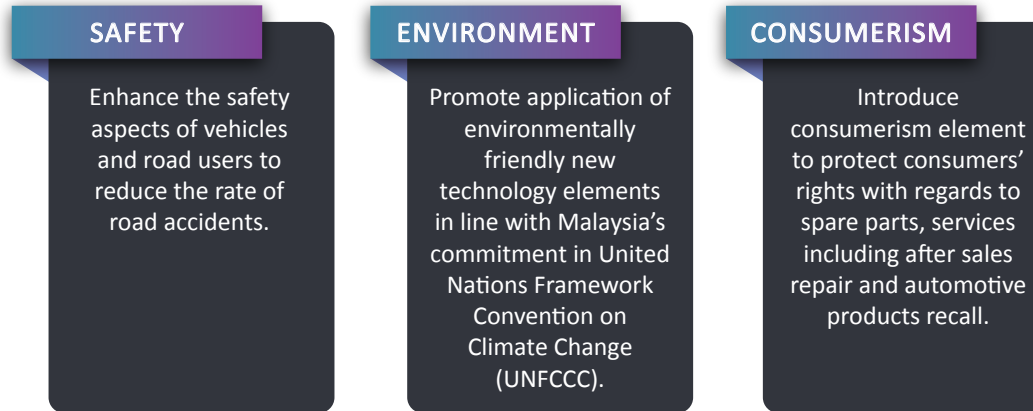 SAFETY
Enhance the safety
aspects of vehicles
and road users to
reduce the rate of
road accidents.
ENVIRONMENT
Promote application of
environmentally
friendly new
technology elements
in line with Malaysia’s
commitment in United
Nations Framework
Convention on
Climate Change
(UNFCCC).
CONSUMERISM
Introduce
consumerism element
to protect consumers’
rights with regards to
spare parts, services
including after sales
repair and automotive
products recall.